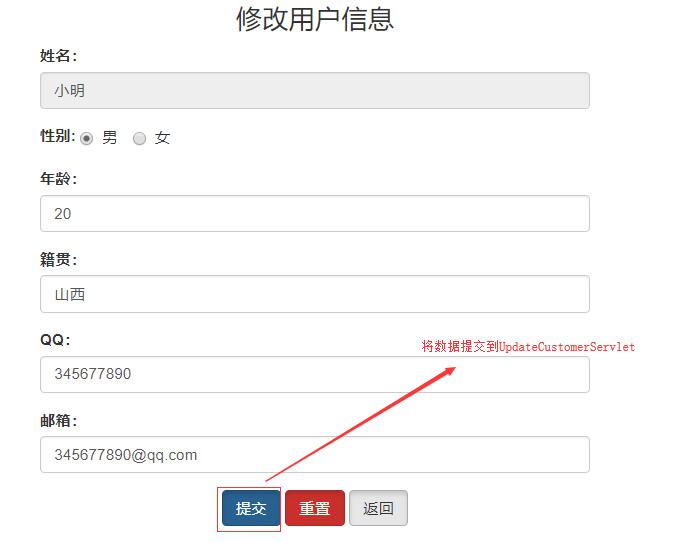 修改用户信息
姓名：
小明
性别: 男 女
年龄：
20
籍贯：
山西
QQ：
将数据提交到UpdateCustomerServlet
345677890
邮箱：
345677890@qq.com
提交 重置 返回